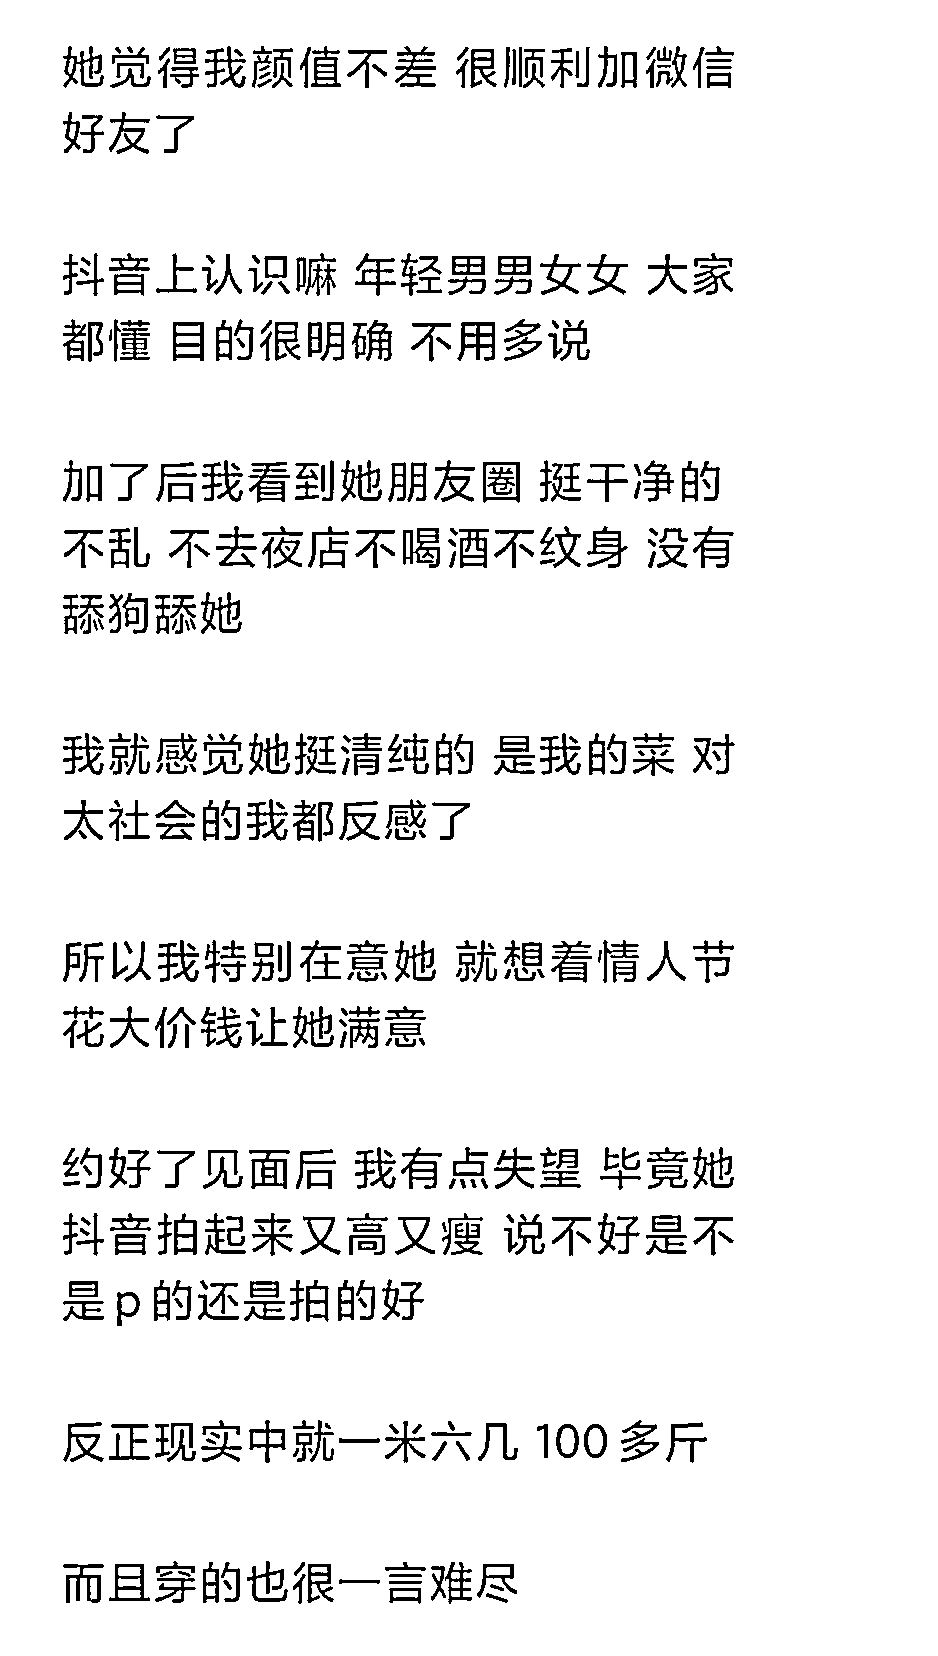 她觉得我颜值不差 很顺利加微信
好友了
抖音上认识嘛 年轻男男女女 大家
都懂 目的很明确 不用多说
加了后我看到她朋友圈 挺干净的
不乱 不去夜店不喝酒不纹身 没有
舔狗舔她
我就感觉她挺清纯的 是我的菜 对
太社会的我都反感了
所以我特别在意她 就想着情人节
花大价钱让她满意
约好了见面后 我有点失望 毕竟她
抖音拍起来又高又瘦 说不好是不
是p的还是拍的好
反正现实中就一米六几 100多斤
而且穿的也很一言难尽